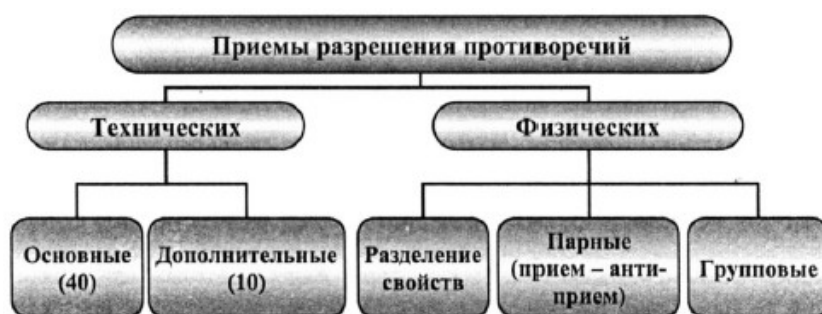 Приемы разрешения противоречий
Технических
Физических
Основные
(40)
Дополнительные
(10)
Разделение
свойств
Парные
(прием – анти-
прием)
Групповые